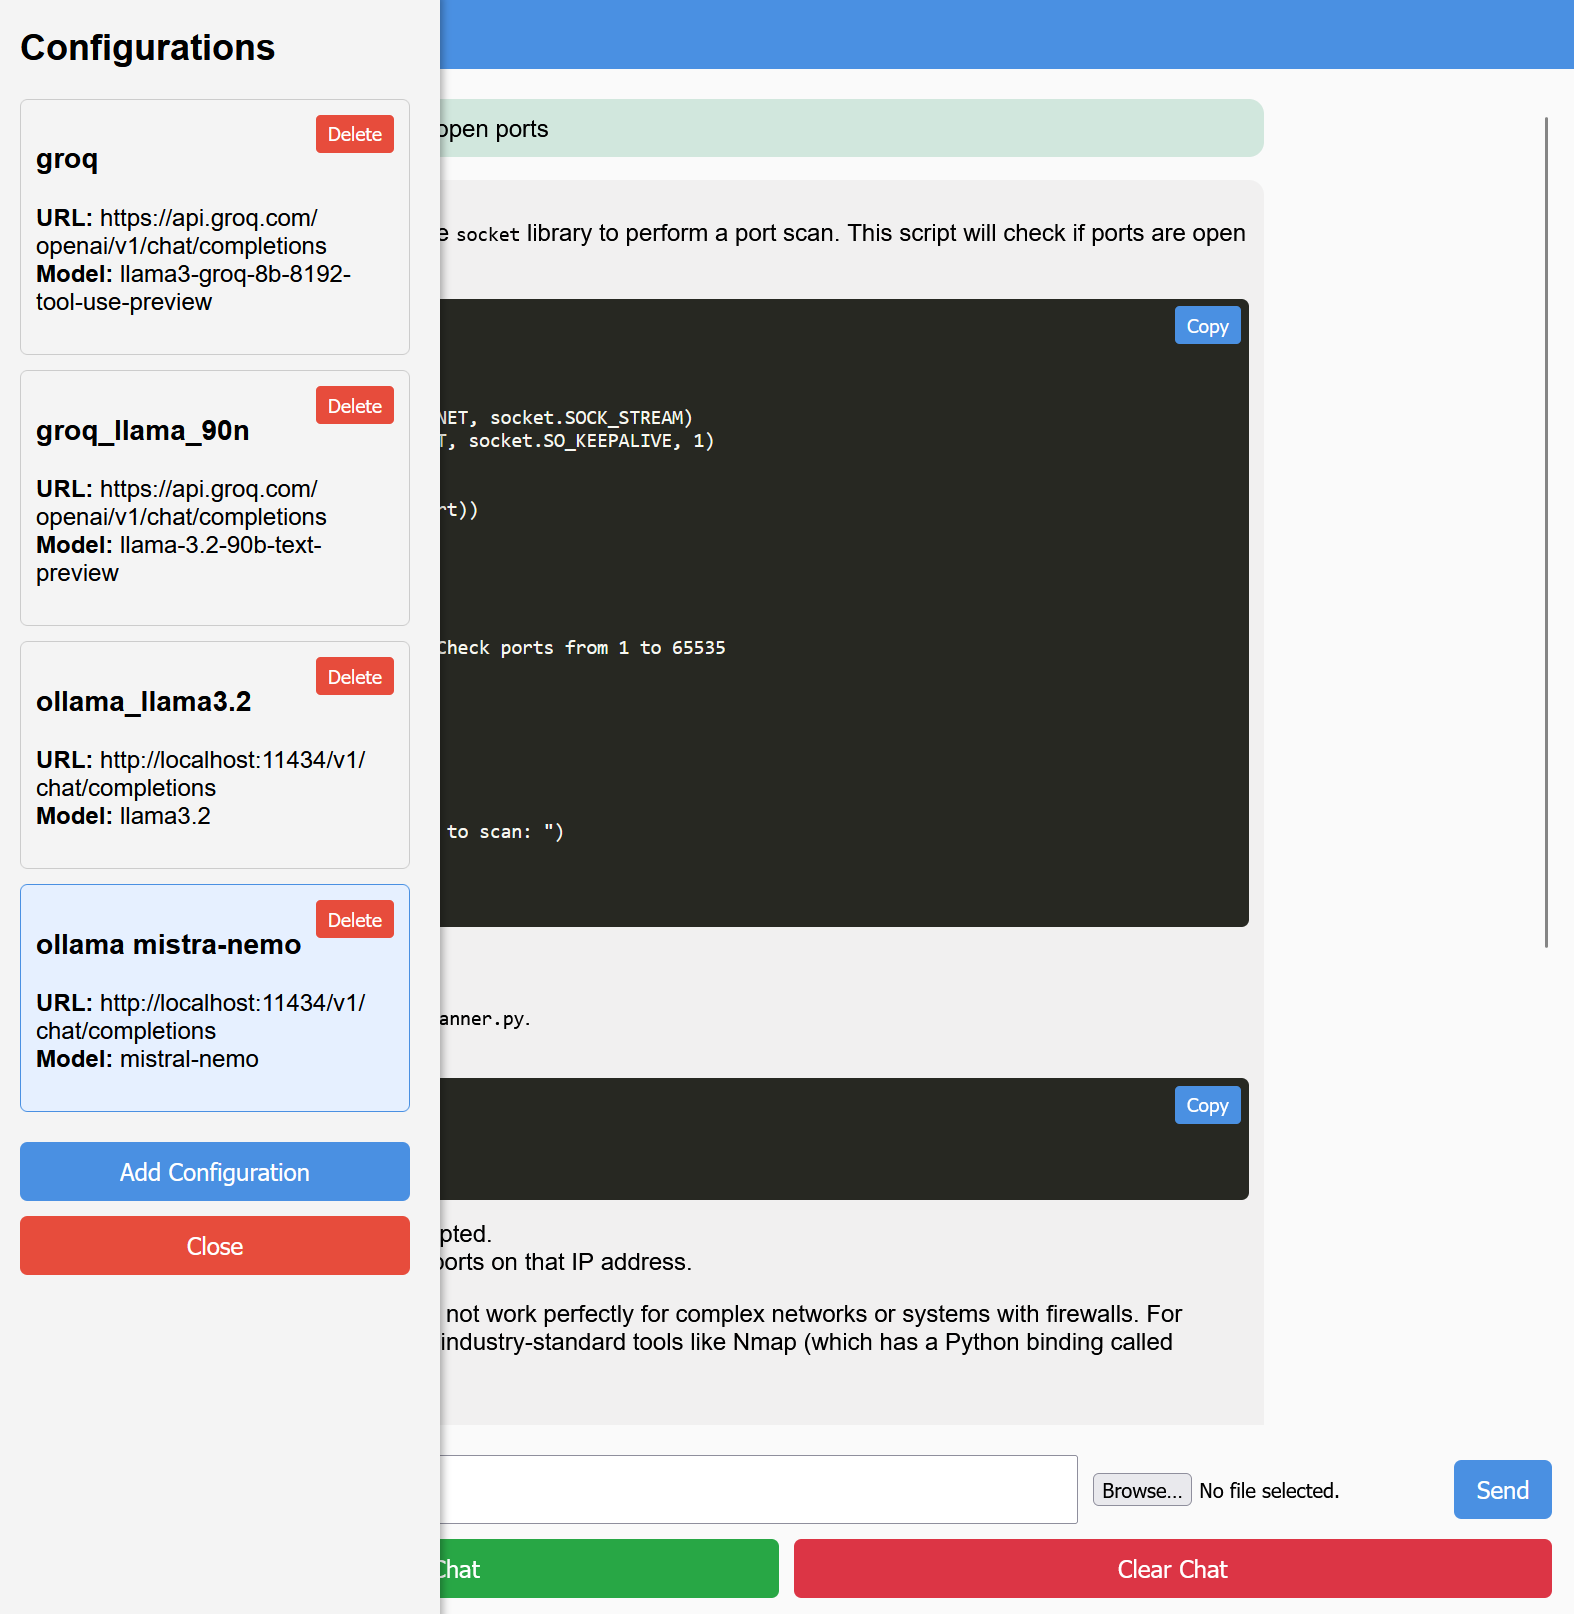 Configurations
Delete
groq
URL: https://api.groq.com/
openai/v1/chat/completions
Model: llama3-groq-8b-8192-
tool-use-preview
Delete
groq_llama_90n
URL: https://api.groq.com/
openai/v1/chat/completions
Model: llama-3.2-90b-text-
preview
Delete
ollama_llama3.2
URL: http://localhost:11434/v1/
chat/completions
Model: llama3.2
Delete
ollama mistra-nemo
URL: http://localhost:11434/v1/
chat/completions
Model: mistral-nemo
Add Configuration
Close
open ports
socket library to perform a port scan. This script will check if ports are open
Copy
NET, socket.SOCK_STREAM)
T, socket.SO_KEEPALIVE, 1)
rt))
Check ports from 1 to 65535
to scan: ")
anner.py.
Copy
pted.
ports on that IP address.
not work perfectly for complex networks or systems with firewalls. For
industry-standard tools like Nmap (which has a Python binding called
Browse... No file selected.
Send
Chat
Clear Chat